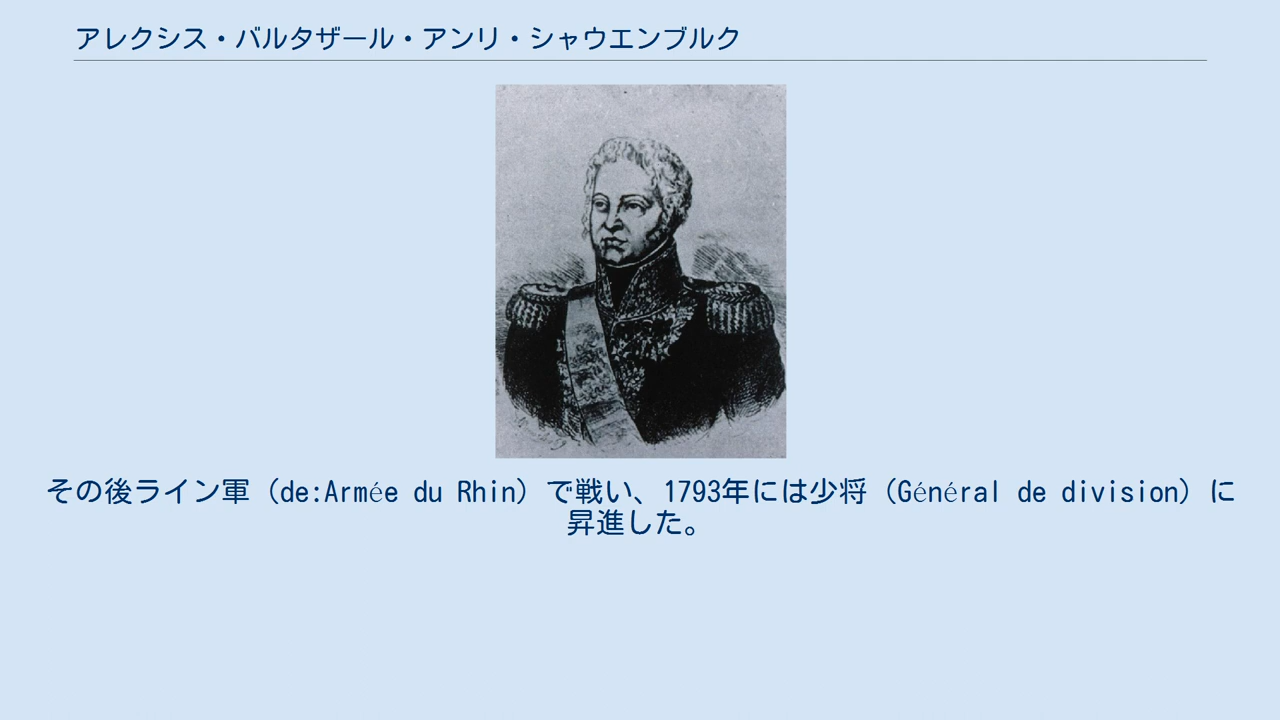 アレクシス・バルタザール・アンリ・シャウエンブルク
その後ライン軍（de:Armée du Rhin）で戦い、1793年には少将（Général de division）に
昇進した。